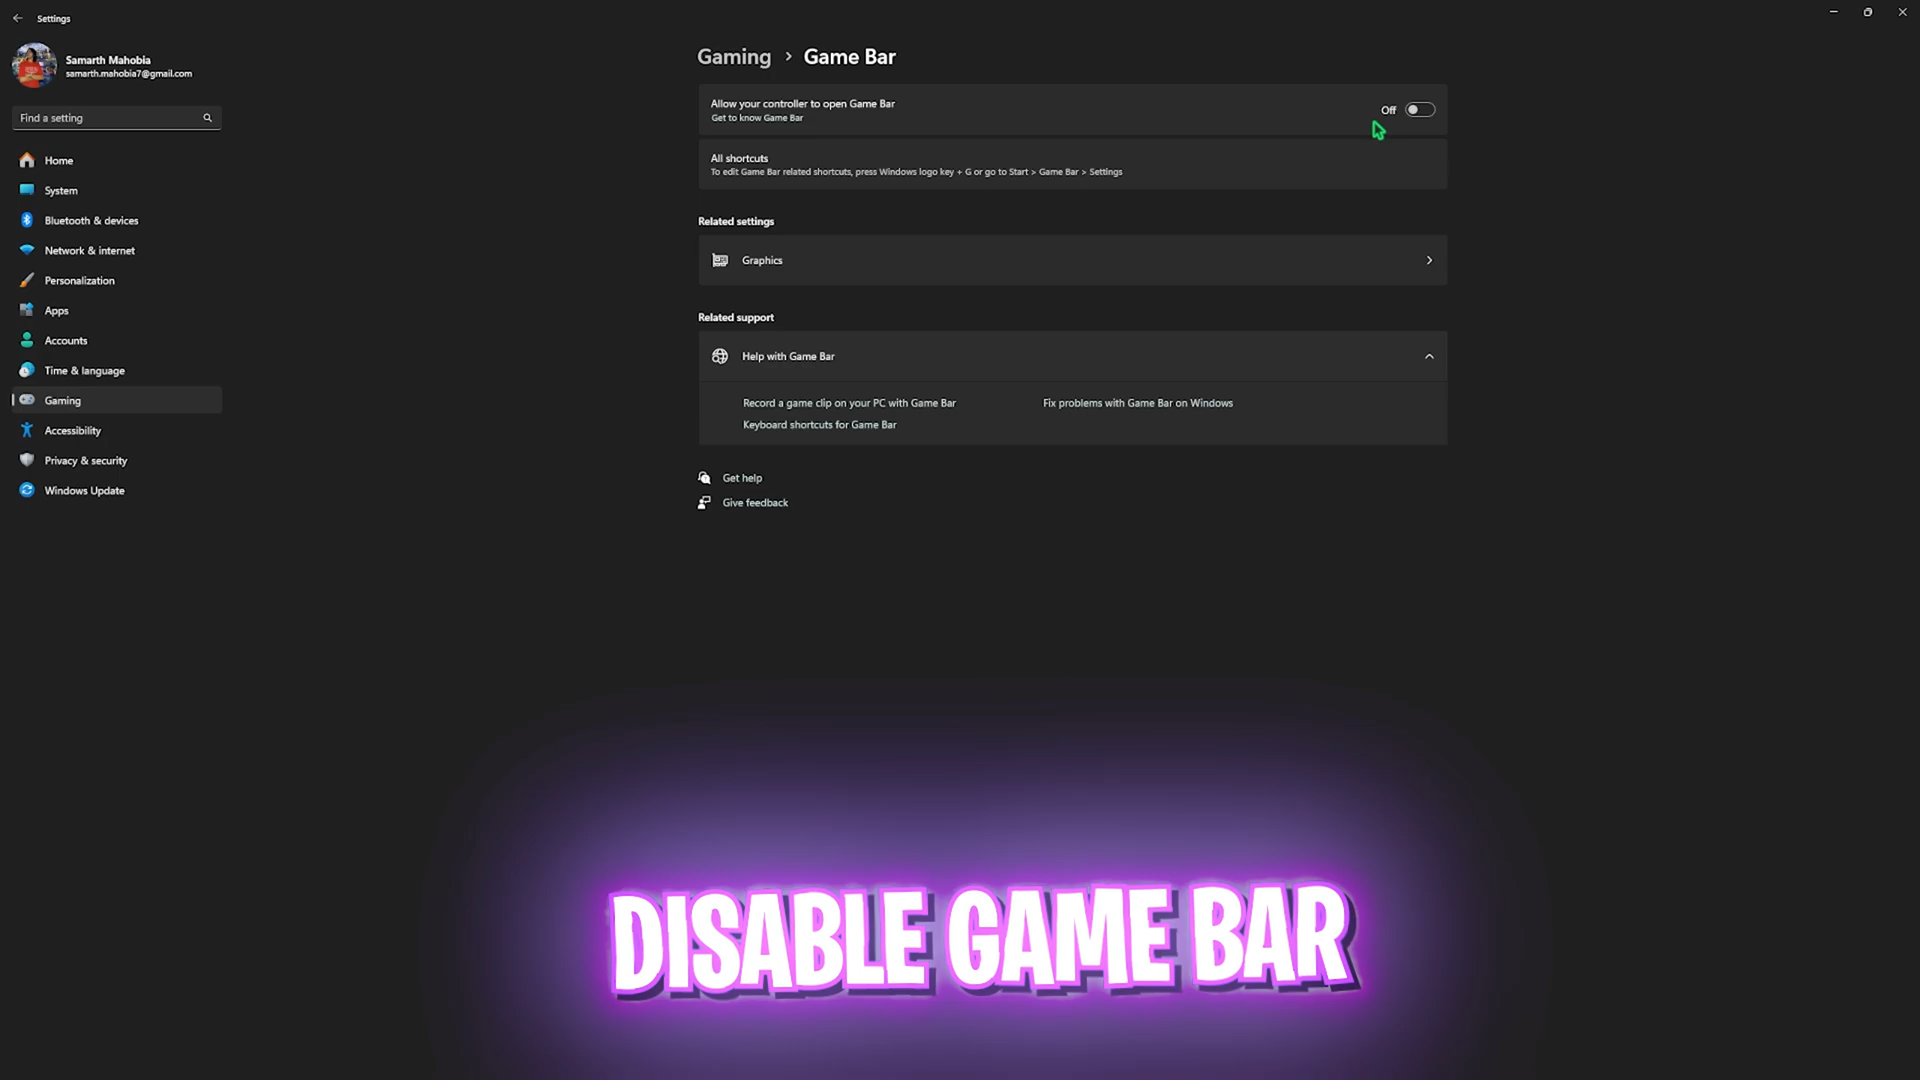 Settings
Samarth Mahobia
samarth.mahobia7@gmail.com
Find a setting
Home
System
Bluetooth & devices
Network & internet
Personalization
Apps
Accounts
Time & language
Gaming
Accessibility
Privacy & security
Windows Update
Gaming > Game Bar
Allow your controller to open Game Bar
Get to know Game Bar
Off
All shortcuts
To edit Game Bar related shortcuts, press Windows logo key + G or go to Start > Game Bar > Settings
Related settings
Graphics
Related support
Help with Game Bar
Record a game clip on your PC with Game Bar
Fix problems with Game Bar on Windows
Keyboard shortcuts for Game Bar
Get help
Give feedback
DISABLE GAME BAR